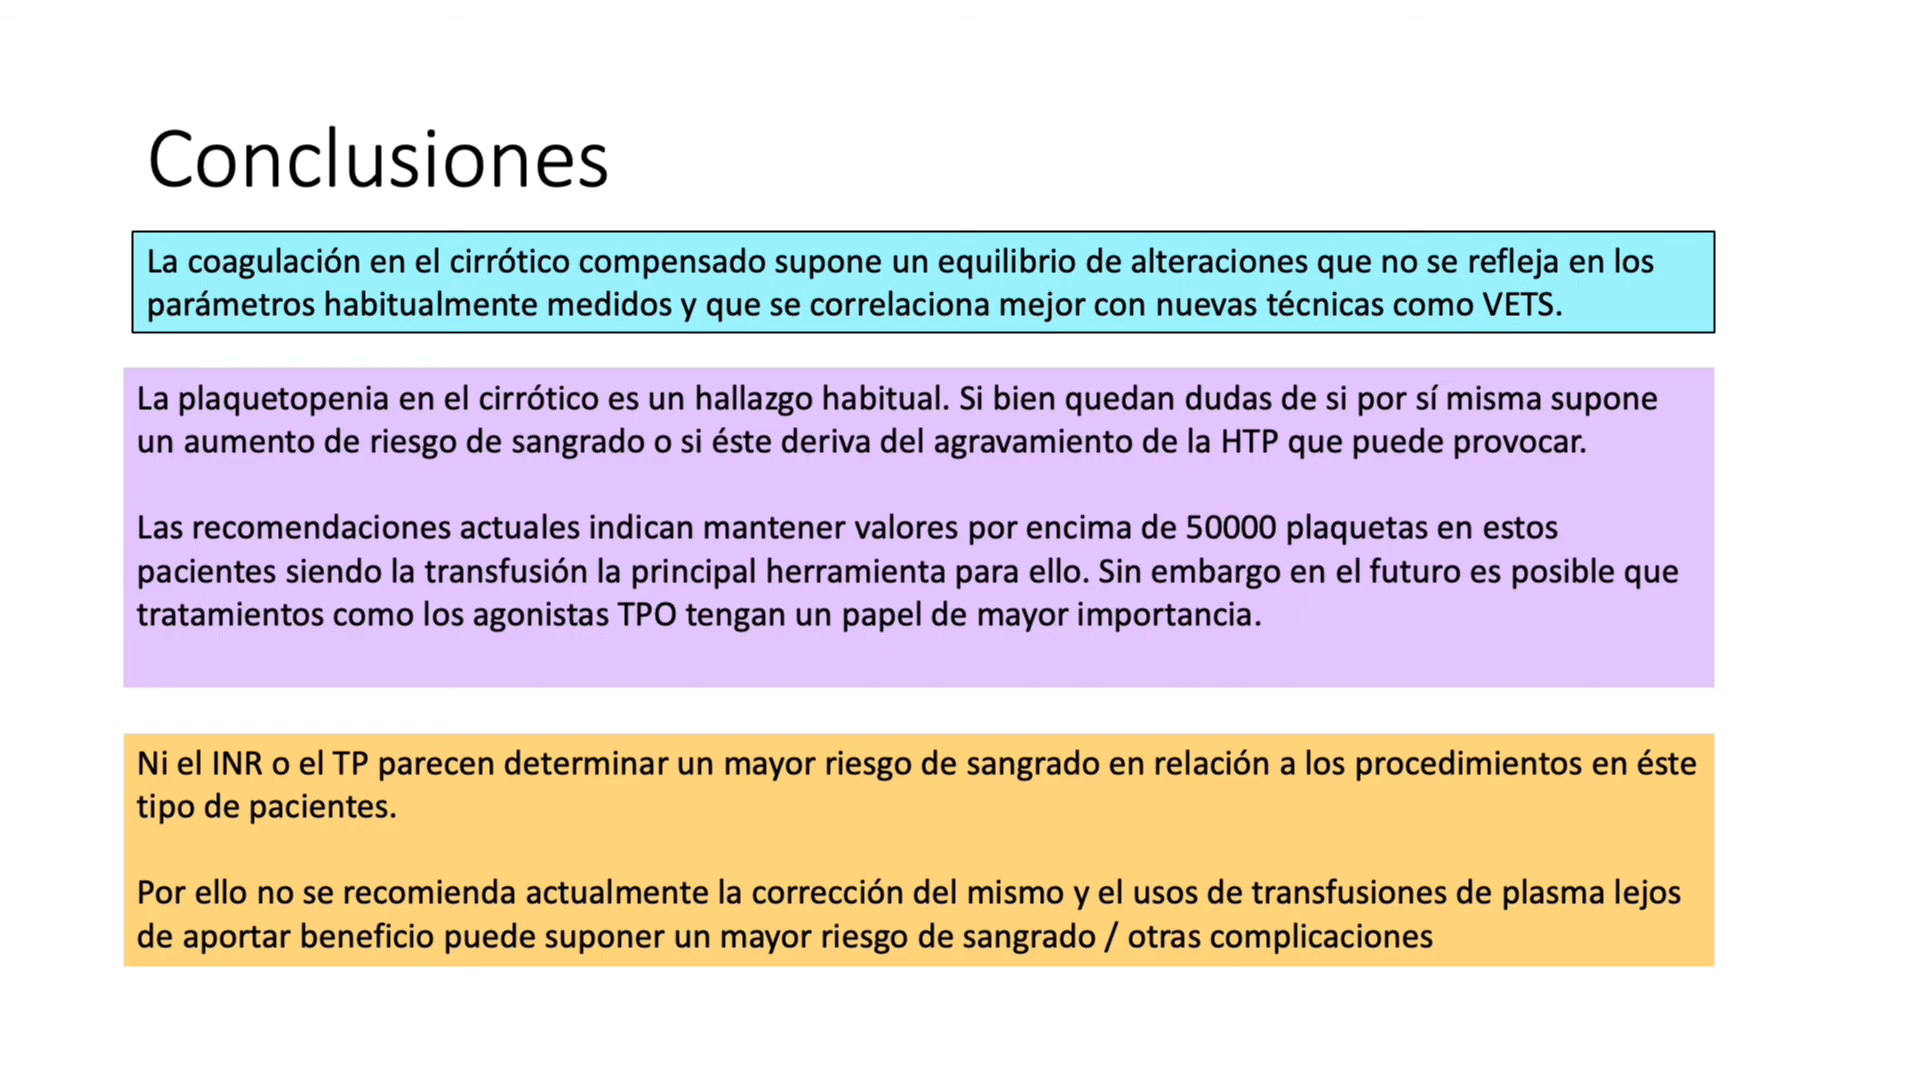 Conclusiones
La coagulación en el cirrótico compensado supone un equilibrio de alteraciones que no se refleja en los
parámetros habitualmente medidos y que se correlaciona mejor con nuevas técnicas como VETS.
La plaquetopenia en el cirrótico es un hallazgo habitual. Si bien quedan dudas de si por sí misma supone
un aumento de riesgo de sangrado o si éste deriva del agravamiento de la HTP que puede provocar.
Las recomendaciones actuales indican mantener valores por encima de 50000 plaquetas en estos
pacientes siendo la transfusión la principal herramienta para ello. Sin embargo en el futuro es posible que
tratamientos como los agonistas TPO tengan un papel de mayor importancia.
Ni el INR o el TP parecen determinar un mayor riesgo de sangrado en relación a los procedimientos en éste
tipo de pacientes.
Por ello no se recomienda actualmente la corrección del mismo y el usos de transfusiones de plasma lejos
de aportar beneficio puede suponer un mayor riesgo de sangrado / otras complicaciones